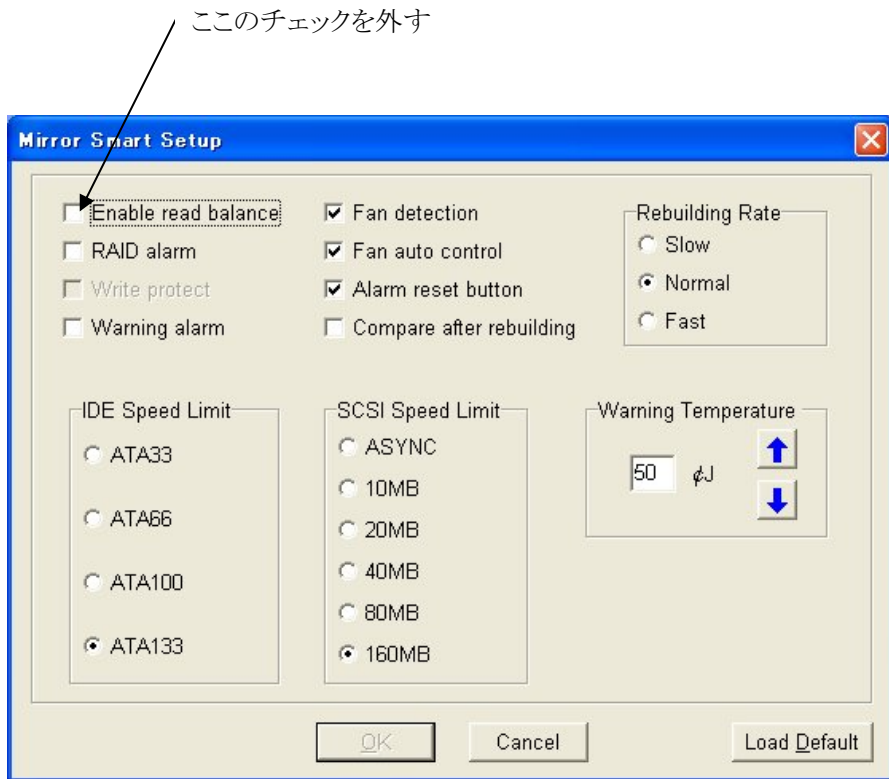 ここのチェックを外す
Mirror Smart Setup
Enable read balance
RAID alarm
Write protect
Warning alarm
Fan detection
Fan auto control
Alarm reset button
Compare after rebuilding
Rebuilding Rate
Slow
Normal
Fast
IDE Speed Limit
ATA33
ATA66
ATA100
ATA133
SCSI Speed Limit
ASYNC
10MB
20MB
40MB
80MB
160MB
Warning Temperature
50 ¢J
OK
Cancel
Load Default